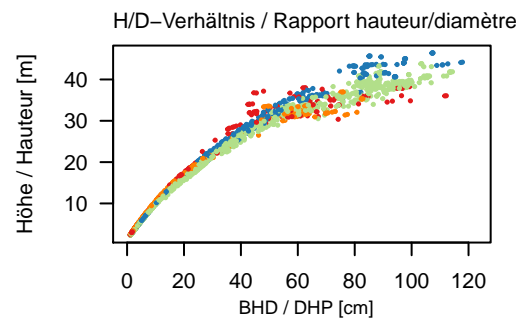 H/D−Verhältnis / Rapport hauteur/diamètre
Höhe / Hauteur [m]
40
30
20
10
0 20 40 60 80 100 120
BHD / DHP [cm]